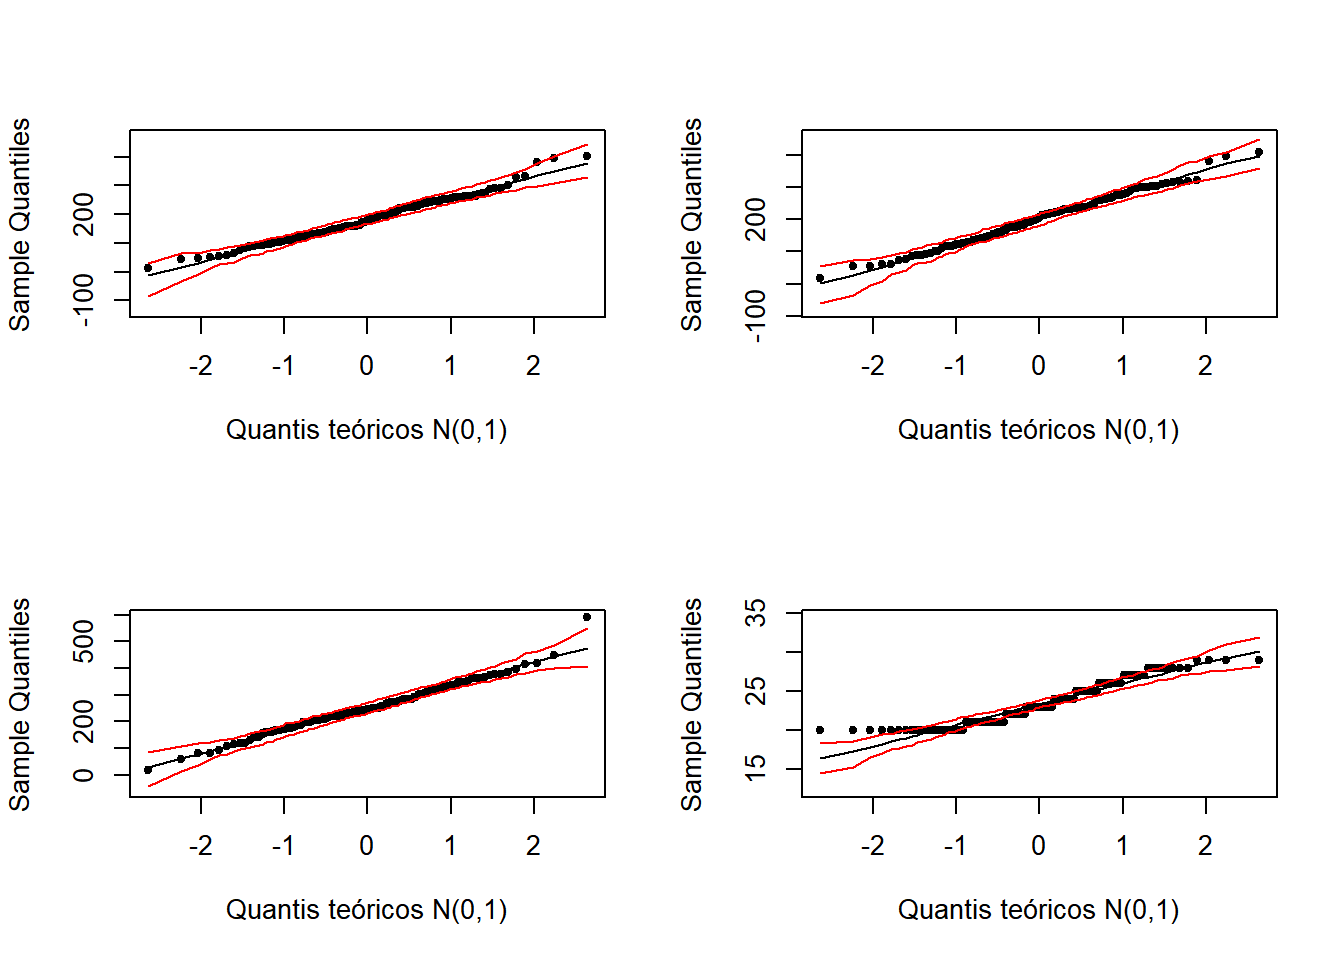 Sample Quantiles
200
-100
-2 -1 0 1 2
Quantis teóricos N(0,1)
Sample Quantiles
200
-100
-2 -1 0 1 2
Quantis teóricos N(0,1)
Sample Quantiles
500
200
0
-2 -1 0 1 2
Quantis teóricos N(0,1)
Sample Quantiles
35
25
15
-2 -1 0 1 2
Quantis teóricos N(0,1)